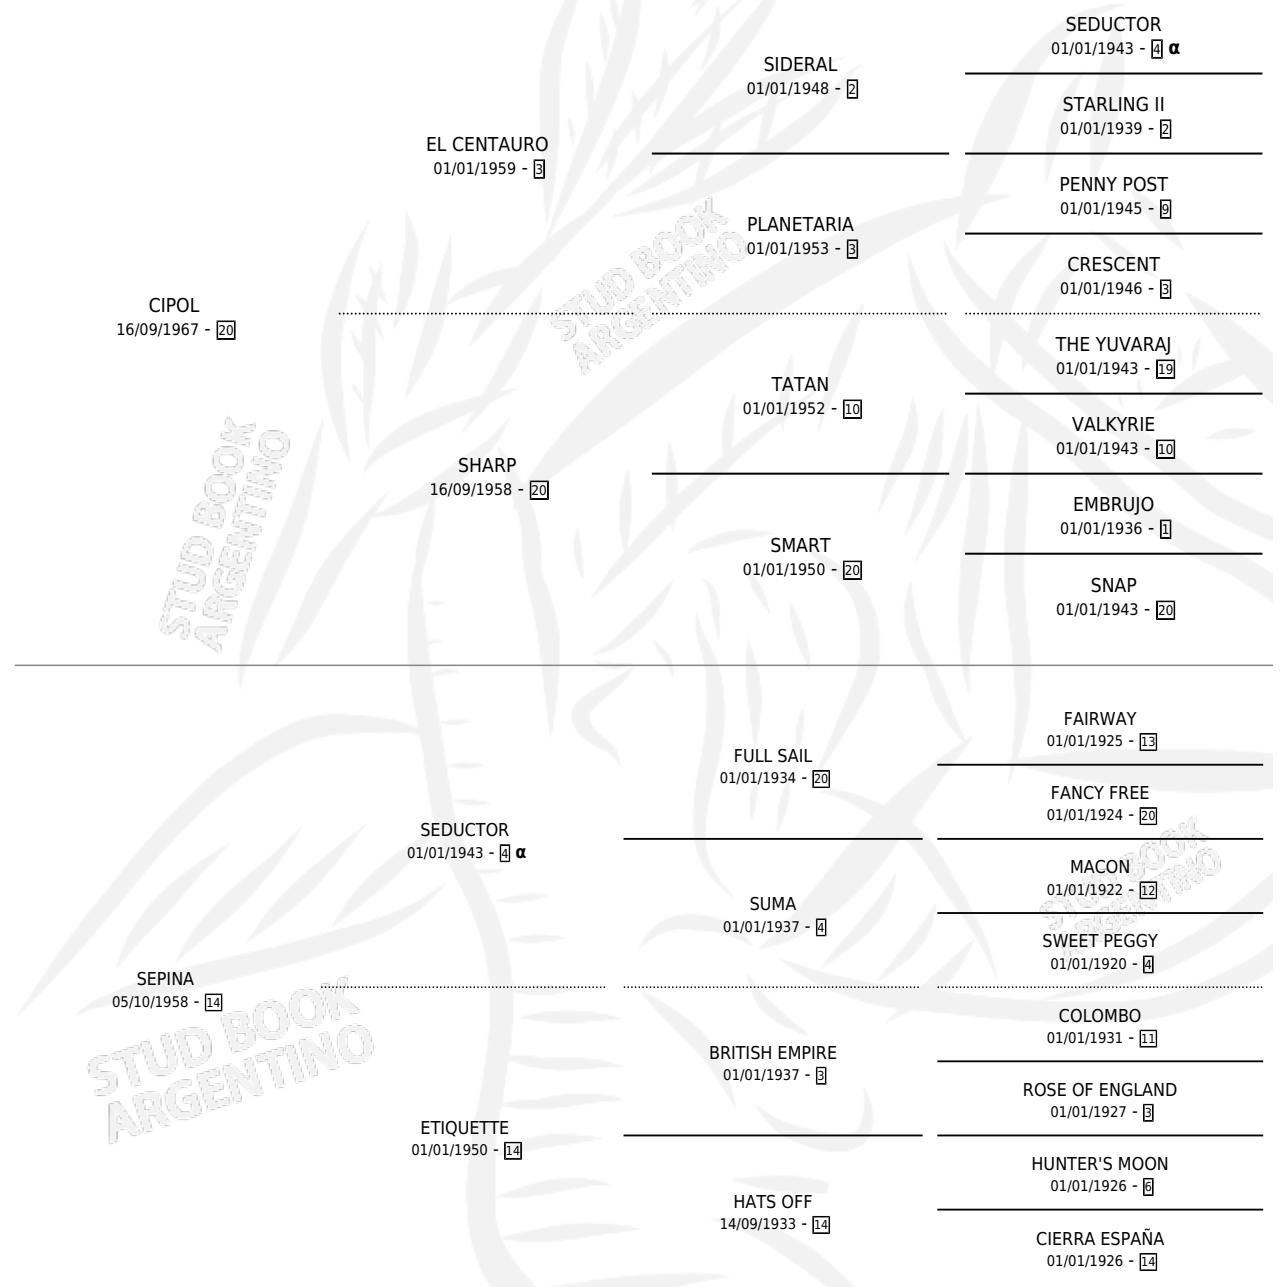 CIPOL
16/09/1967 - 20
EL CENTAURO
01/01/1959 - 3
SIDERAL
01/01/1948 - 2
SEDUCTOR
01/01/1943 - 4 α
STARLING II
01/01/1939 - 2
PLANETARIA
01/01/1953 - 3
PENNY POST
01/01/1945 - 9
CRESCENT
01/01/1946 - 3
SHARP
16/09/1958 - 20
TATAN
01/01/1952 - 10
THE YUVARAJ
01/01/1943 - 19
VALKYRIE
01/01/1943 - 10
SMART
01/01/1950 - 20
EMBRUJO
01/01/1936 - 1
SNAP
01/01/1943 - 20
SEPINA
05/10/1958 - 14
SEDUCTOR
01/01/1943 - 4 α
FULL SAIL
01/01/1934 - 20
FAIRWAY
01/01/1925 - 13
FANCY FREE
01/01/1924 - 20
SUMA
01/01/1937 - 4
MACON
01/01/1922 - 12
SWEET PEGGY
01/01/1920 - 4
ETIQUETTE
01/01/1950 - 14
BRITISH EMPIRE
01/01/1937 - 3
COLOMBO
01/01/1931 - 11
ROSE OF ENGLAND
01/01/1927 - 3
HATS OFF
14/09/1933 - 14
HUNTER'S MOON
01/01/1926 - 6
CIERRA ESPAÑA
01/01/1926 - 14
STUD BOOK
ARGENTINO
STUD BOOK
ARGENTINO
STUD BOOK
ARGENTINO
STUD BOOK
ARGENTINO